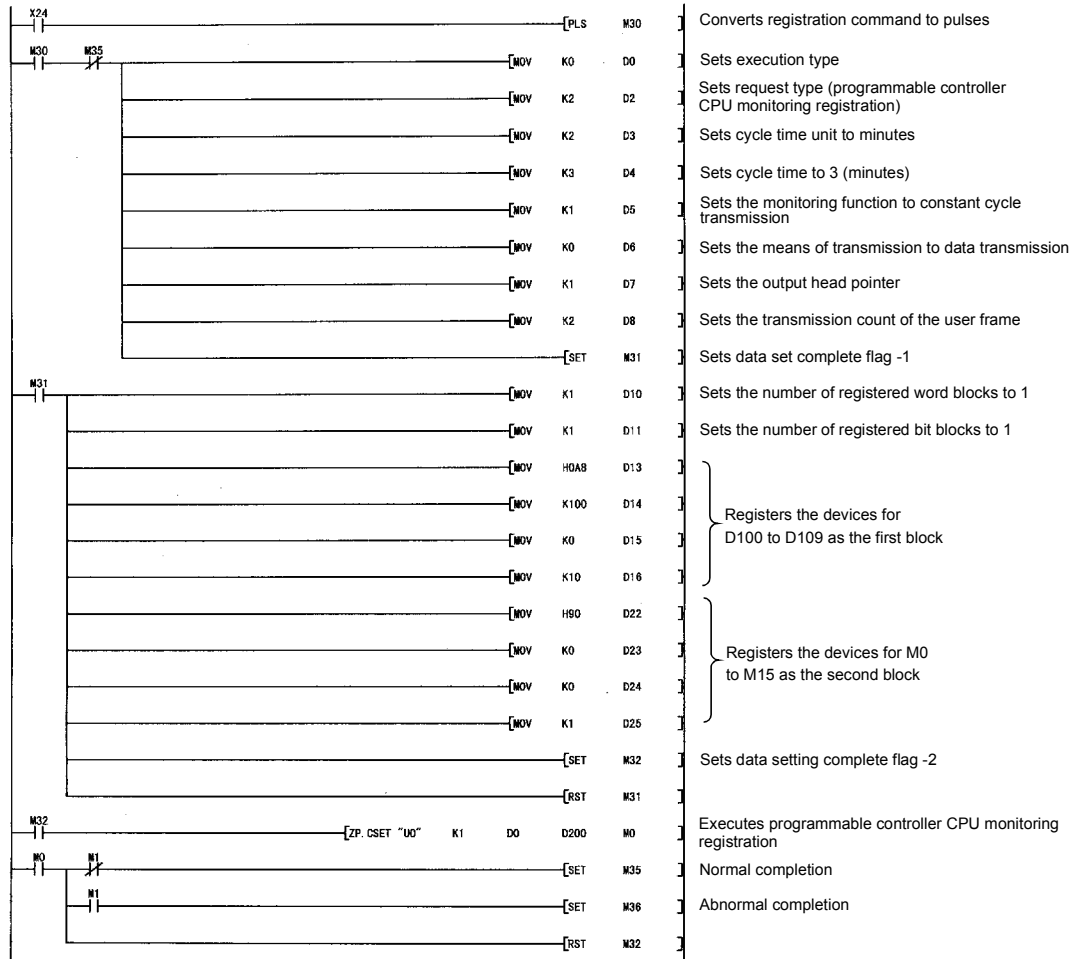 X24 [PLS M30 ] Converts registration command to pulses
M30 M35 [MOV K0 D0 ] Sets execution type
[MOV K2 D2 ] Sets request type (programmable controller
CPU monitoring registration)
[MOV K2 D3 ] Sets cycle time unit to minutes
[MOV K3 D4 ] Sets cycle time to 3 (minutes)
[MOV K1 D5 ] Sets the monitoring function to constant cycle
transmission
[MOV K0 D6 ] Sets the means of transmission to data transmission
[MOV K1 D7 ] Sets the output head pointer
[MOV K2 D8 ] Sets the transmission count of the user frame
[SET M31 ] Sets data set complete flag -1
M31 [MOV K1 D10 ] Sets the number of registered word blocks to 1
[MOV K1 D11 ] Sets the number of registered bit blocks to 1
[MOV H0A8 D13 ]
[MOV K100 D14 ] Registers the devices for
[MOV K0 D15 ] D100 to D109 as the first block
[MOV K10 D16 ]
[MOV H90 D22 ]
[MOV K0 D23 ] Registers the devices for M0
[MOV K0 D24 ] to M15 as the second block
[MOV K1 D25 ]
[SET M32 ] Sets data setting complete flag -2
[RST M31 ]
M32 [ZP.CSET "U0" K1 D0 D200 M0 ] Executes programmable controller CPU monitoring
registration
M0 M1 [SET M35 ] Normal completion
M1 [SET M36 ] Abnormal completion
[RST M32 ]